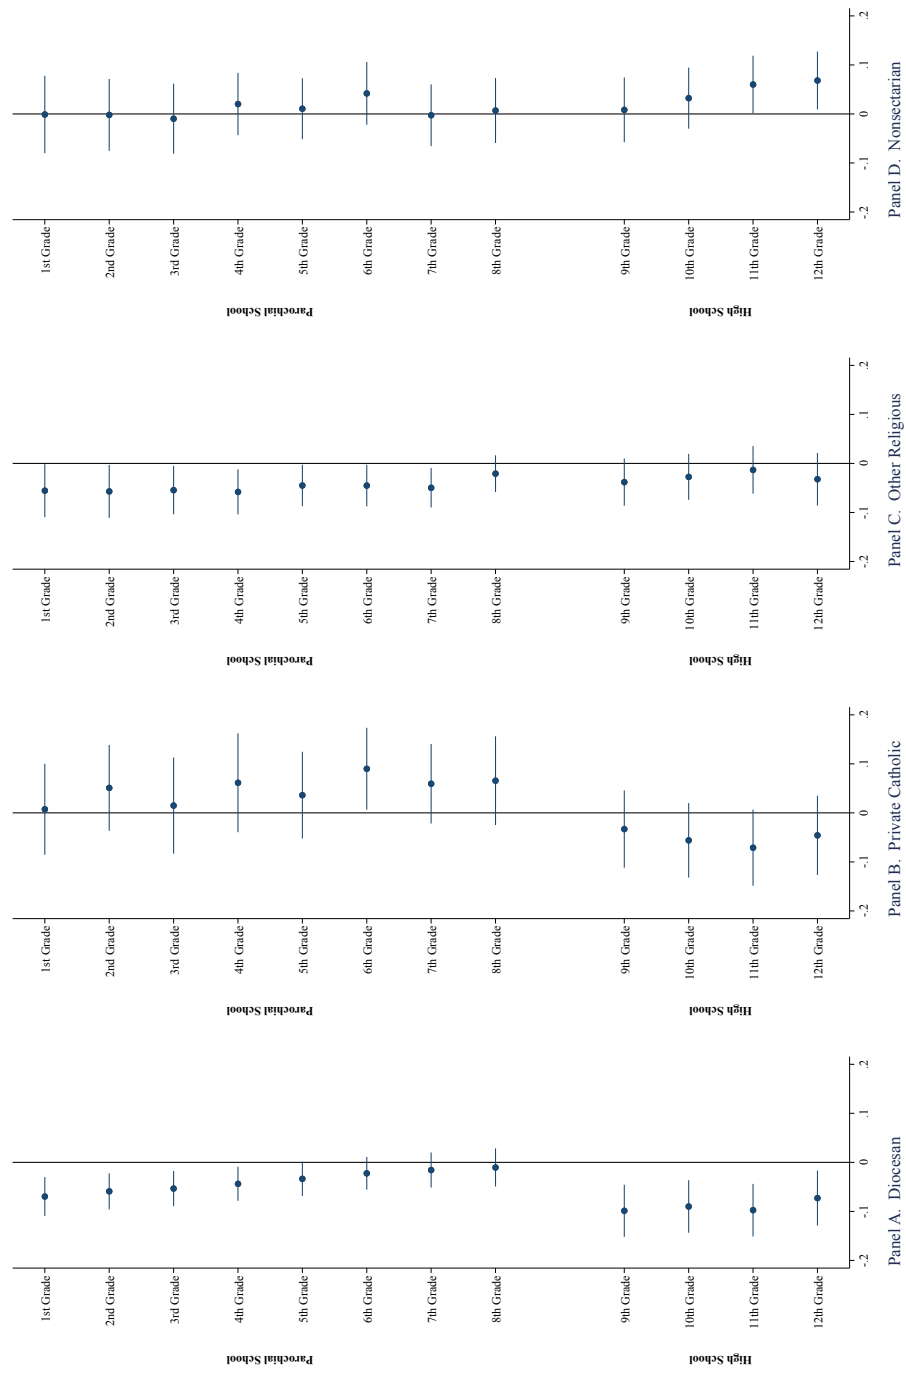 Parochial School
1st Grade
2nd Grade
3rd Grade
4th Grade
5th Grade
6th Grade
7th Grade
8th Grade
High School
9th Grade
10th Grade
11th Grade
12th Grade
-.2 -.1 0 .1 .2
Panel A. Diocesan
Parochial School
1st Grade
2nd Grade
3rd Grade
4th Grade
5th Grade
6th Grade
7th Grade
8th Grade
High School
9th Grade
10th Grade
11th Grade
12th Grade
-.2 -.1 0 .1 .2
Panel B. Private Catholic
Parochial School
1st Grade
2nd Grade
3rd Grade
4th Grade
5th Grade
6th Grade
7th Grade
8th Grade
High School
9th Grade
10th Grade
11th Grade
12th Grade
-.2 -.1 0 .1 .2
Panel C. Other Religious
Parochial School
1st Grade
2nd Grade
3rd Grade
4th Grade
5th Grade
6th Grade
7th Grade
8th Grade
High School
9th Grade
10th Grade
11th Grade
12th Grade
-.2 -.1 0 .1 .2
Panel D. Nonsectarian